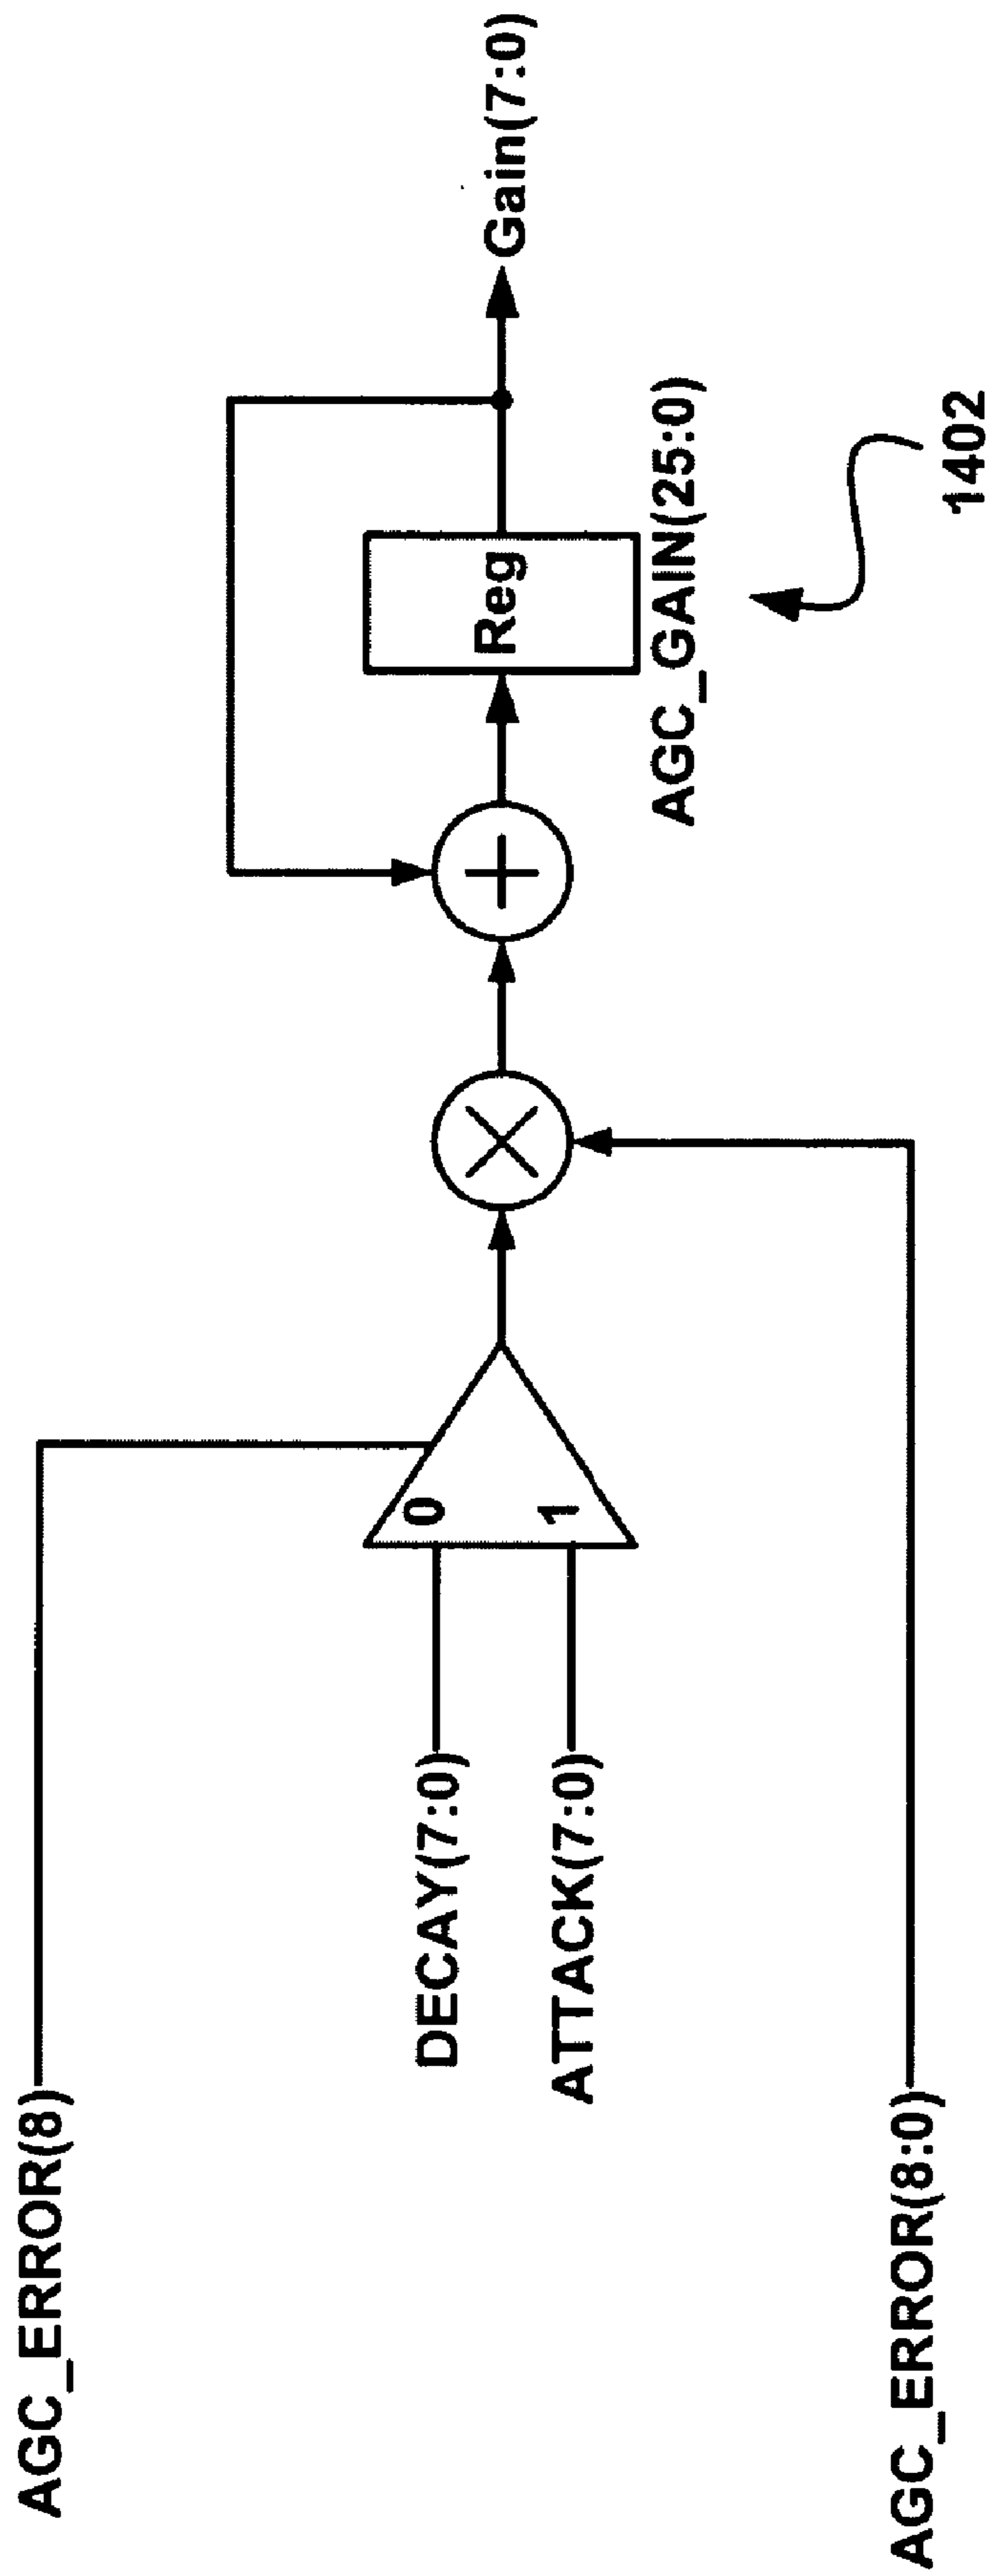 AGC_ERROR(8)
DECAY(7:0)
0
ATTACK(7:0)
1
Reg
Gain(7:0)
AGC_GAIN(25:0)
AGC_ERROR(8:0)
1402